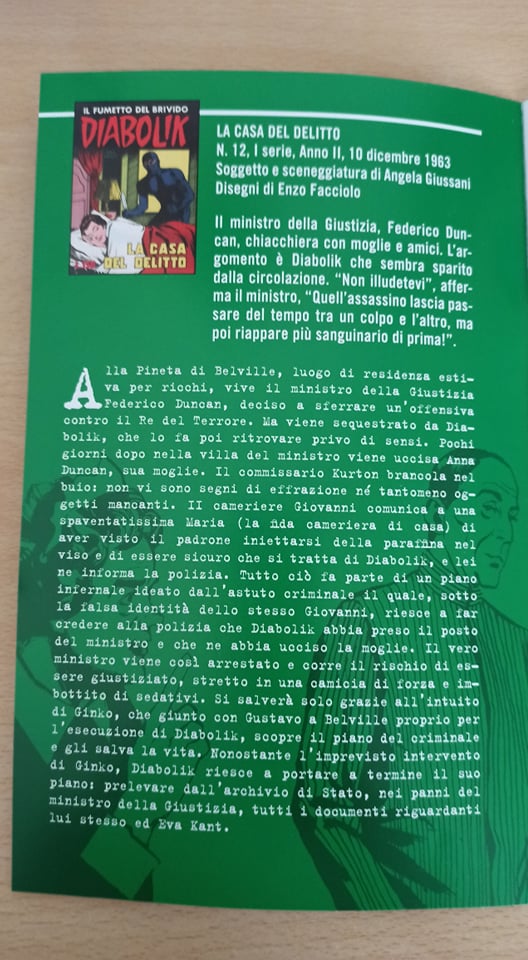 IL FUMETTO DEL BRIVIDO
DIABOLIK
LA CASA
DEL DELITTO
LA CASA DEL DELITTO
N. 12, I serie, Anno II, 10 dicembre 1963
Soggetto e sceneggiatura di Angela Giussani
Disegni di Enzo Facciolo
Il ministro della Giustizia, Federico Dun-
can, chiacchiera con moglie e amici. L'ar-
gomento è Diabolik che sembra sparito
dalla circolazione. "Non illudetevi", affer-
ma il ministro, "Quell'assassino lascia pas-
sare del tempo tra un colpo e l'altro, ma
poi riappare più sanguinario di prima!".
Alla Pineta di Belville, luogo di residenza esti-
va per ricchi, vive il ministro della Giustizia
Federico Duncan, deciso a sferrare un'offensiva
contro il Re del Terrore. Ma viene sequestrato da Dia-
bolik, che lo fa poi ritrovare privo di sensi. Pochi
giorni dopo nella villa del ministro viene uccisa Anna
Duncan, sua moglie. Il commissario Kurton brancola nel
buio: non vi sono segni di effrazione né tantomeno og-
getti mancanti. II cameriere Giovanni comunica a una
spaventatissima Maria (la fida cameriera di casa) di
aver visto il padrone iniettarsi della paraffina nel
viso e di essere sicuro che si tratta di Diabolik, e lei
ne informa la polizia. Tutto ciò fa parte di un piano
infernale ideato dall'astuto criminale il quale, sotto
la falsa identità dello stesso Giovanni, riesce a far
credere alla polizia che Diabolik abbia preso il posto
del ministro e che ne abbia ucciso la moglie. Il vero
ministro viene così arrestato e corre il rischio di es-
sere giustiziato, stretto in una camicia di forza e im-
bottito di sedativi. Si salverà solo grazie all'intuito
di Ginko, che giunto con Gustavo a Belville proprio per
l'esecuzione di Diabolik, scopre il piano del criminale
e gli salva la vita. Nonostante l'imprevisto intervento
di Ginko, Diabolik riesce a portare a termine il suo
piano: prelevare dall'archivio di Stato, nei panni del
ministro della Giustizia, tutti i documenti riguardanti
lui stesso ed Eva Kant.